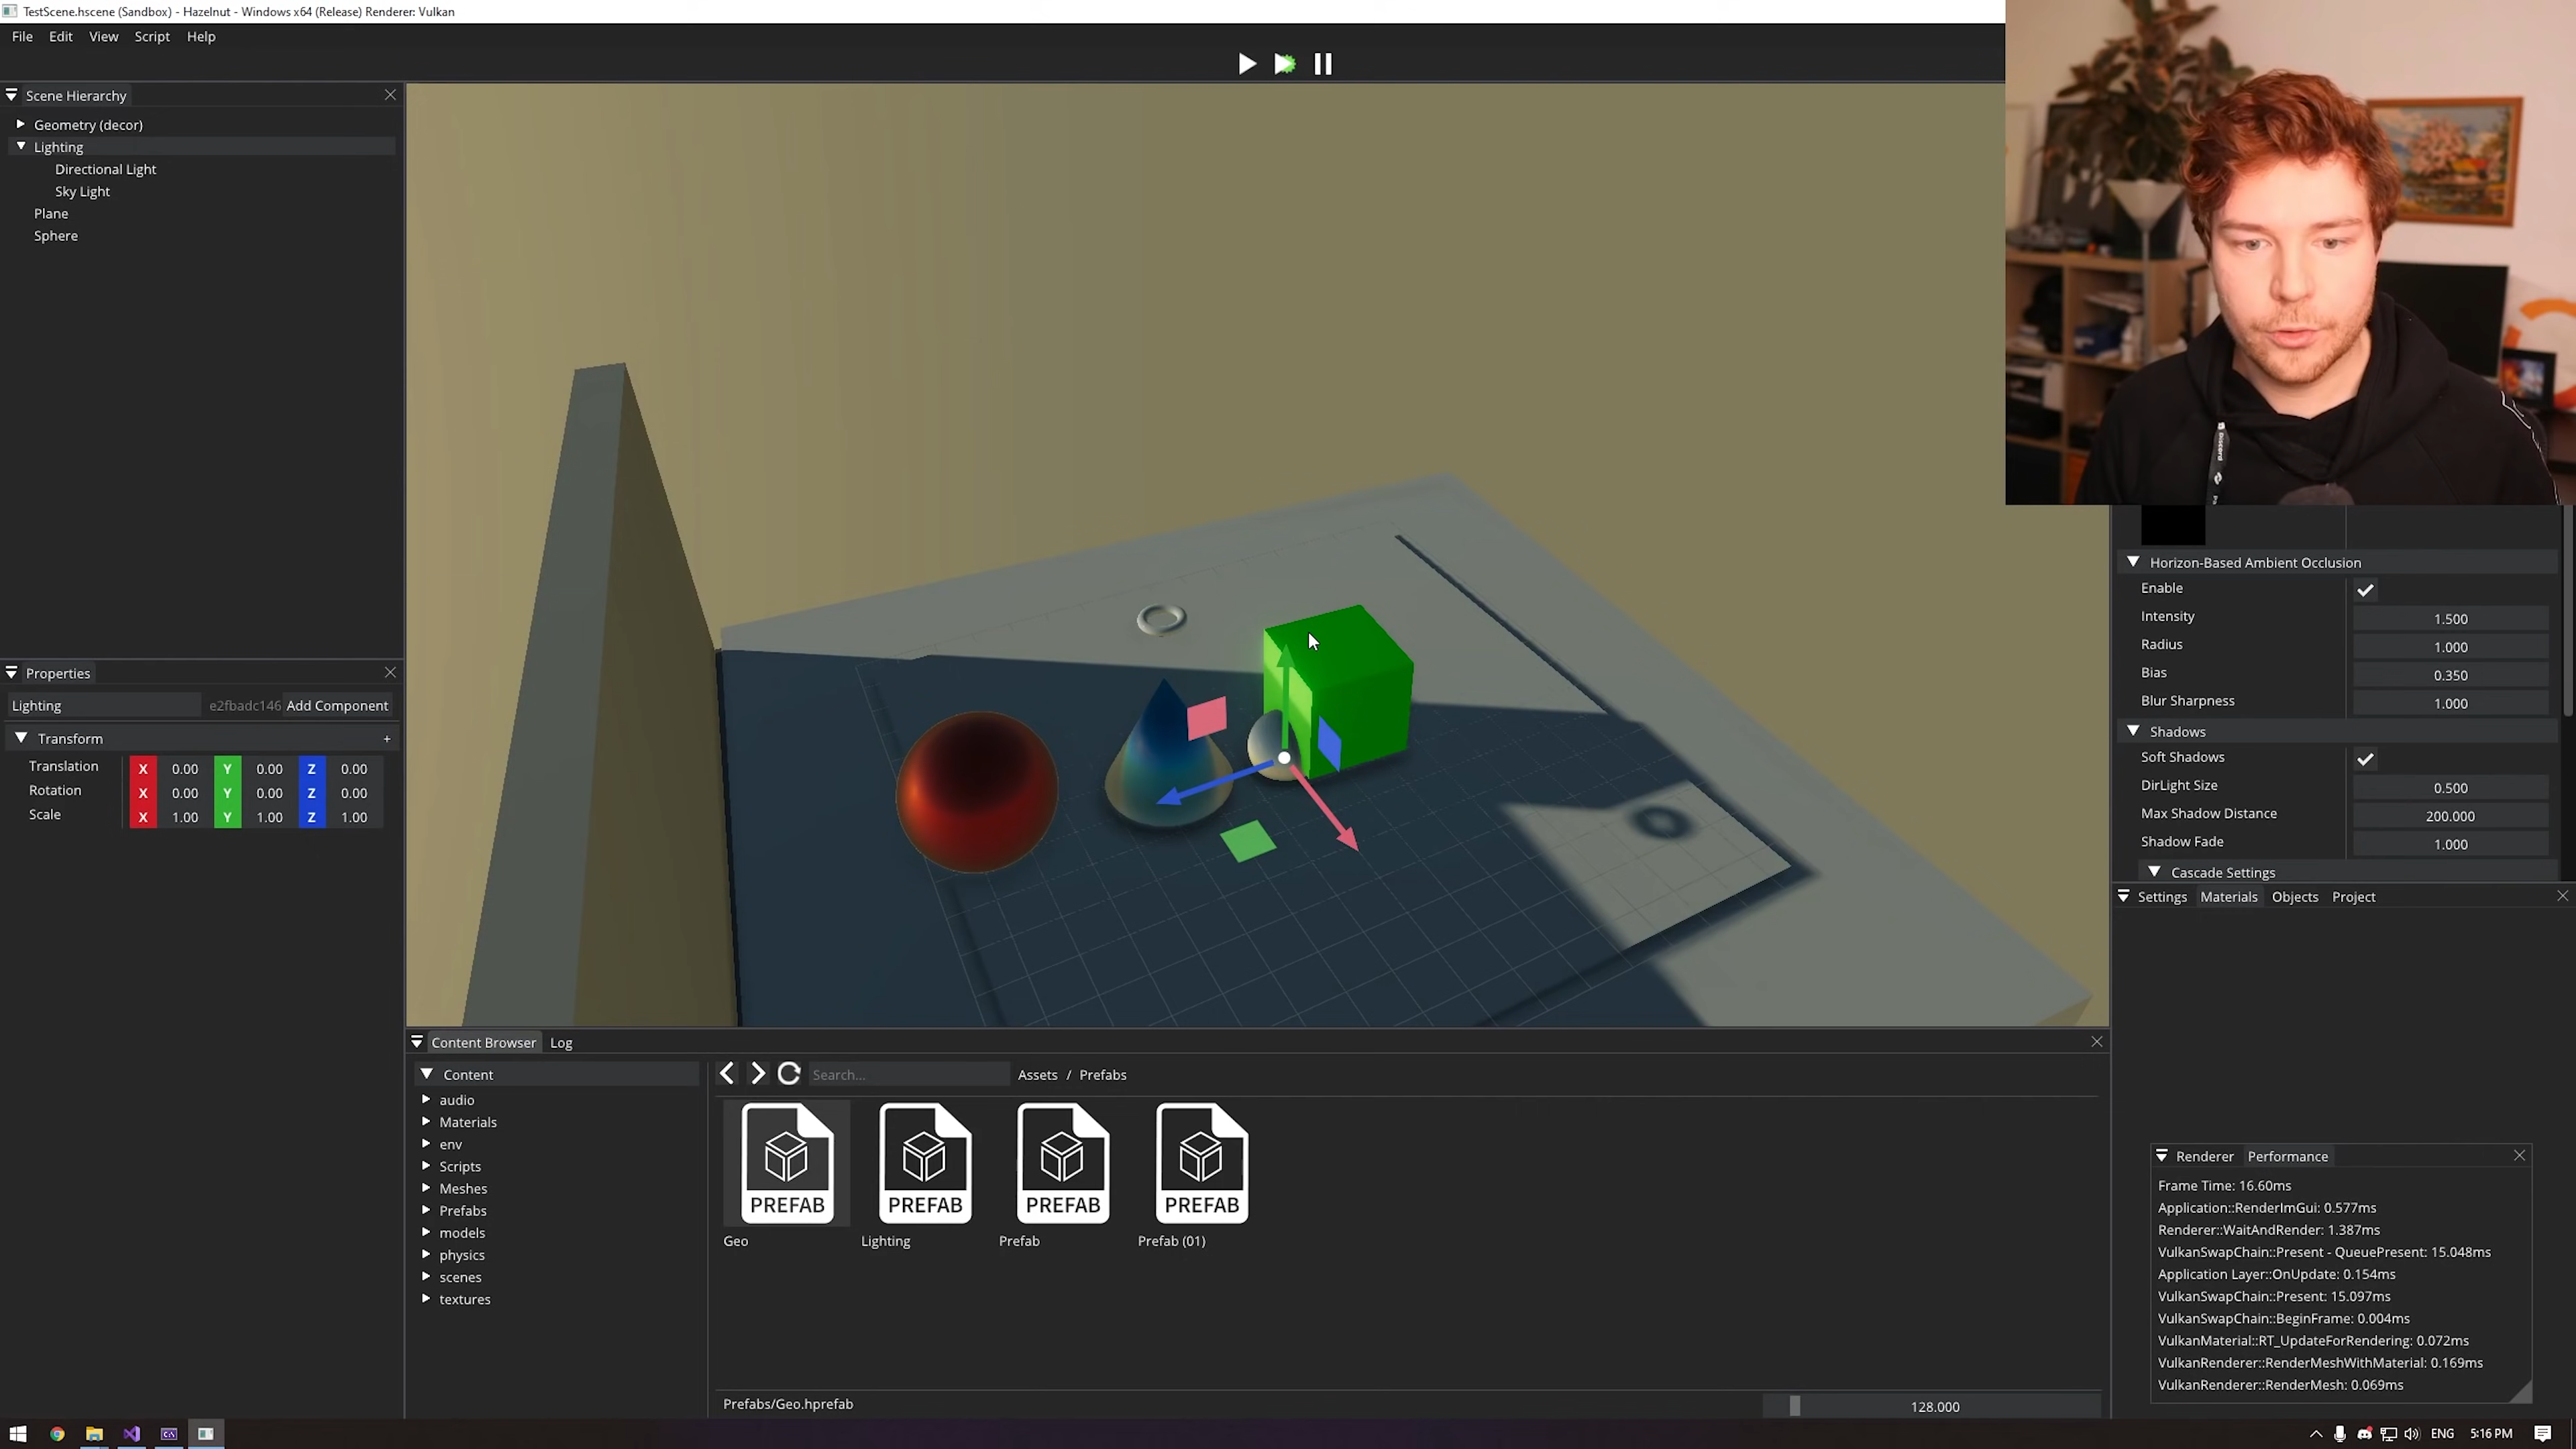 TestScene.hscene (Sandbox) - Hazelnut - Windows x64 (Release) Renderer: Vulkan
File Edit View Script Help
Scene Hierarchy
Geometry (decor)
Lighting
Directional Light
Sky Light
Plane
Sphere
Properties
Lighting e2fbadc146 Add Component
Transform +
Translation X 0.00 Y 0.00 Z 0.00
Rotation X 0.00 Y 0.00 Z 0.00
Scale X 1.00 Y 1.00 Z 1.00
Horizon-Based Ambient Occlusion
Enable
Intensity 1.500
Radius 1.000
Bias 0.350
Blur Sharpness 1.000
Shadows
Soft Shadows
DirLight Size 0.500
Max Shadow Distance 200.000
Shadow Fade 1.000
Cascade Settings
Settings Materials Objects Project
Content Browser Log
Content
audio
Materials
env
Scripts
Meshes
Prefabs
models
physics
scenes
textures
Search... Assets / Prefabs
PREFAB PREFAB PREFAB PREFAB
Geo Lighting Prefab Prefab (01)
Prefabs/Geo.hprefab 128.000
Renderer Performance
Frame Time: 16.60ms
Application::RenderImGui: 0.577ms
Renderer::WaitAndRender: 1.387ms
VulkanSwapChain::Present - QueuePresent: 15.048ms
Application Layer::OnUpdate: 0.154ms
VulkanSwapChain::Present: 15.097ms
VulkanSwapChain::BeginFrame: 0.004ms
VulkanMaterial::RT_UpdateForRendering: 0.072ms
VulkanRenderer::RenderMeshWithMaterial: 0.169ms
VulkanRenderer::RenderMesh: 0.069ms
ENG 5:16 PM